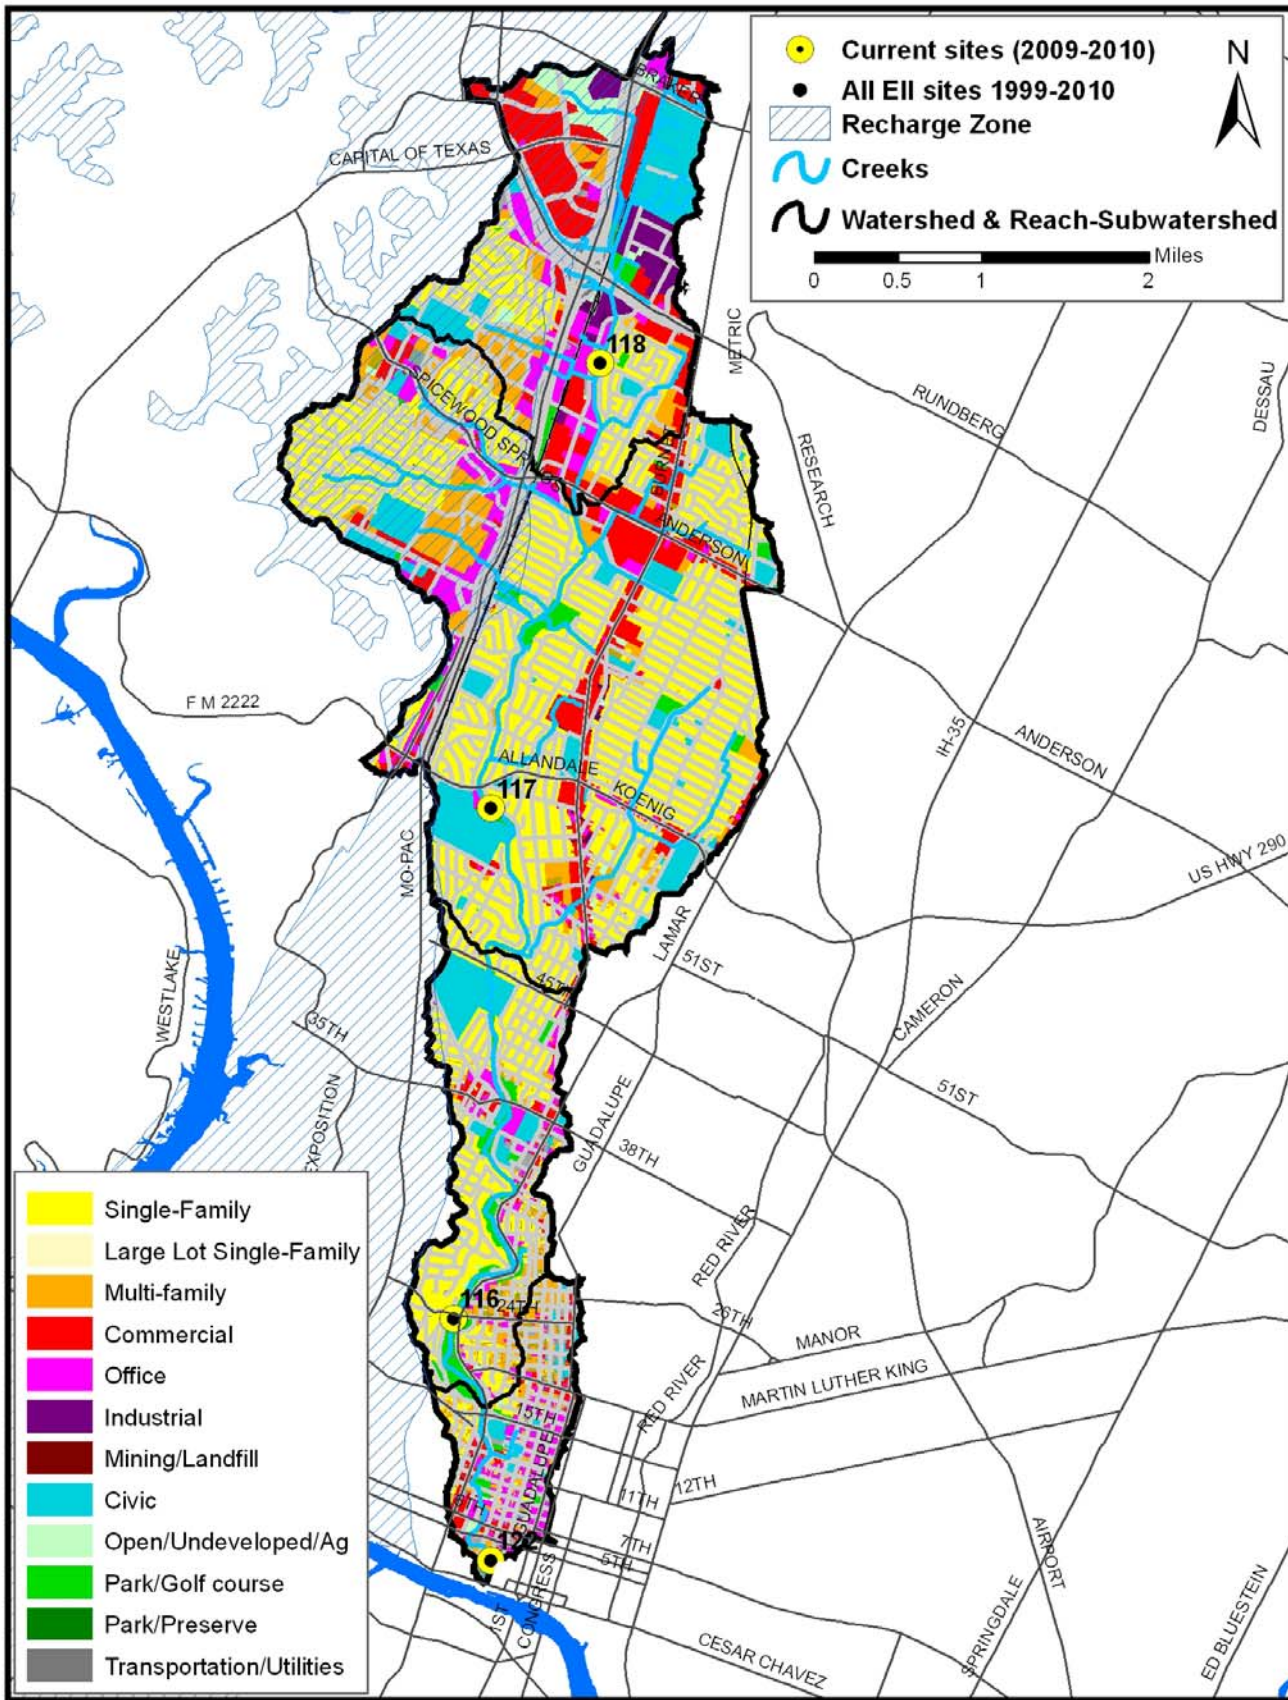 Current sites (2009-2010)
All EII sites 1999-2010
Recharge Zone
Creeks
Watershed & Reach-Subwatershed
N
Miles
0 0.5 1 2
BRAKER
CAPITAL OF TEXAS
118
METRIC
RUNDBERG
DESSAU
SPICEWOOD SPRINGS
BURNET
RESEARCH
ANDERSON
F M 2222
IH-35
ANDERSON
ALLANDALE
KOENIG
117
MO-PAC
US HWY 290
LAMAR
51ST
45TH
WESTLAKE
CAMERON
35TH
51ST
EXPOSITION
GUADALUPE
38TH
RED RIVER
116
24TH
26TH
MANOR
MARTIN LUTHER KING
RED RIVER
15TH
GUADALUPE
12TH
11TH
7TH
5TH
122
AIRPORT
1ST
CONGRESS
CESAR CHAVEZ
SPRINGDALE
ED BLUESTEIN
Single-Family
Large Lot Single-Family
Multi-family
Commercial
Office
Industrial
Mining/Landfill
Civic
Open/Undeveloped/Ag
Park/Golf course
Park/Preserve
Transportation/Utilities